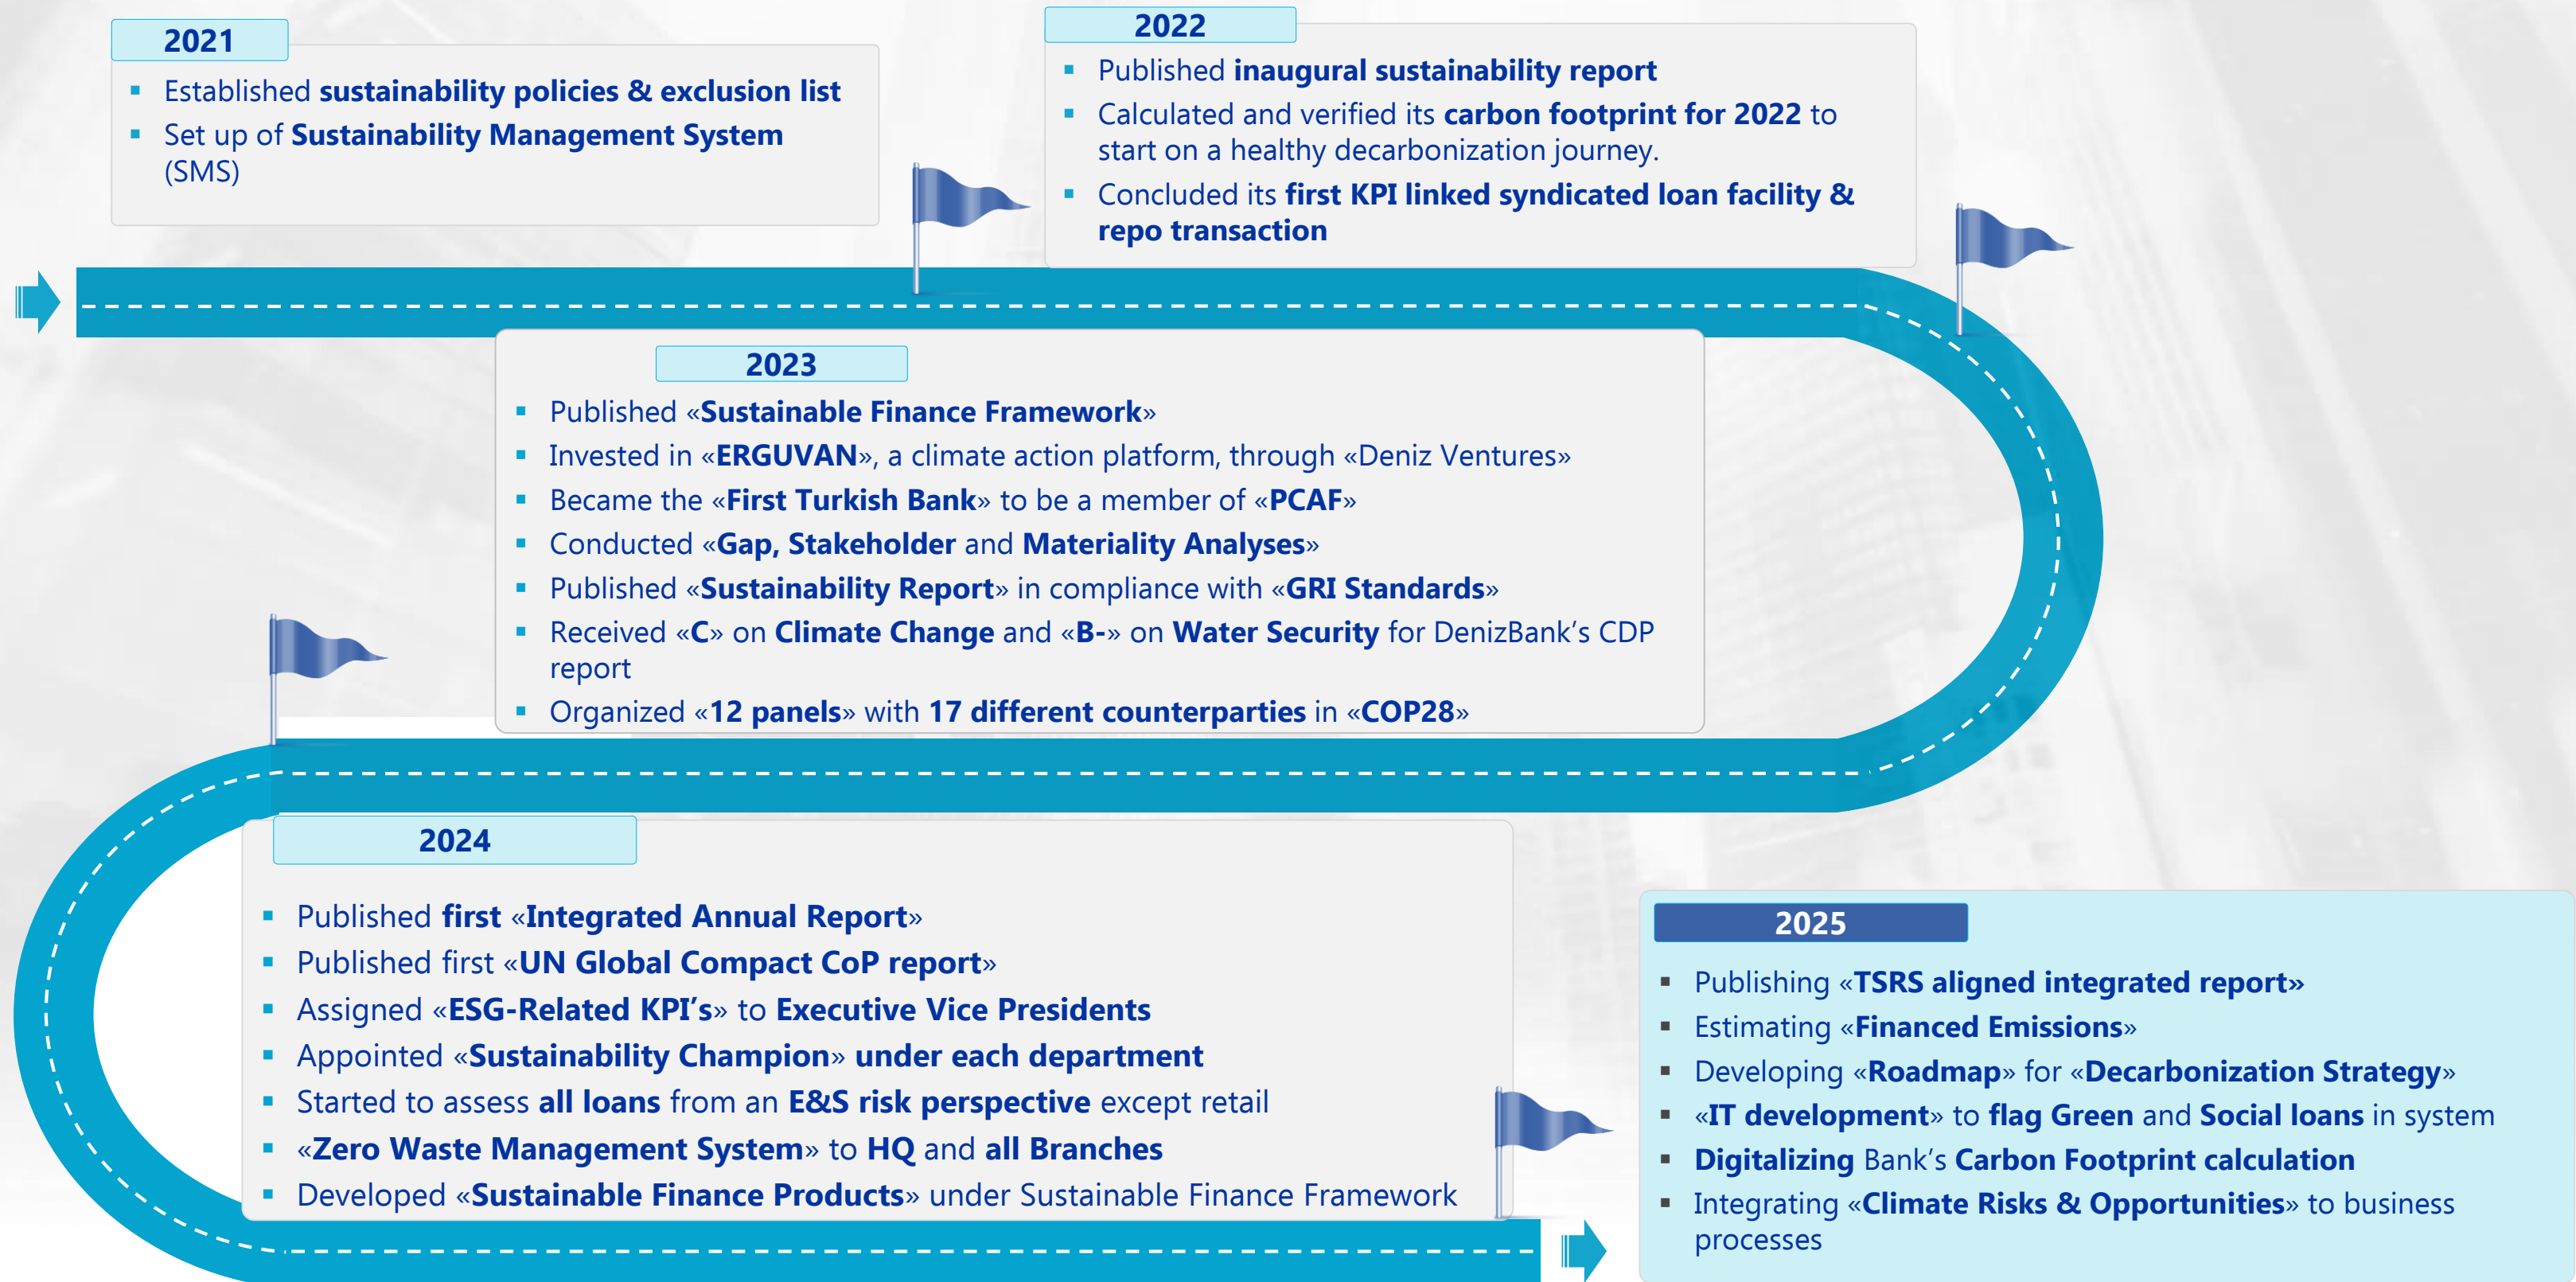 2021
Established sustainability policies & exclusion list
Set up of Sustainability Management System
(SMS)
2022
Published inaugural sustainability report
Calculated and verified its carbon footprint for 2022 to
start on a healthy decarbonization journey.
Concluded its first KPI linked syndicated loan facility &
repo transaction
2023
Published «Sustainable Finance Framework»
Invested in «ERGUVAN», a climate action platform, through «Deniz Ventures»
Became the «First Turkish Bank» to be a member of «PCAF»
Conducted «Gap, Stakeholder and Materiality Analyses»
Published «Sustainability Report» in compliance with «GRI Standards»
Received «C» on Climate Change and «B-» on Water Security for DenizBank’s CDP
report
Organized «12 panels» with 17 different counterparties in «COP28»
2024
Published first «Integrated Annual Report»
Published first «UN Global Compact CoP report»
Assigned «ESG-Related KPI’s» to Executive Vice Presidents
Appointed «Sustainability Champion» under each department
Started to assess all loans from an E&S risk perspective except retail
«Zero Waste Management System» to HQ and all Branches
Developed «Sustainable Finance Products» under Sustainable Finance Framework
2025
Publishing «TSRS aligned integrated report»
Estimating «Financed Emissions»
Developing «Roadmap» for «Decarbonization Strategy»
«IT development» to flag Green and Social loans in system
Digitalizing Bank’s Carbon Footprint calculation
Integrating «Climate Risks & Opportunities» to business
processes